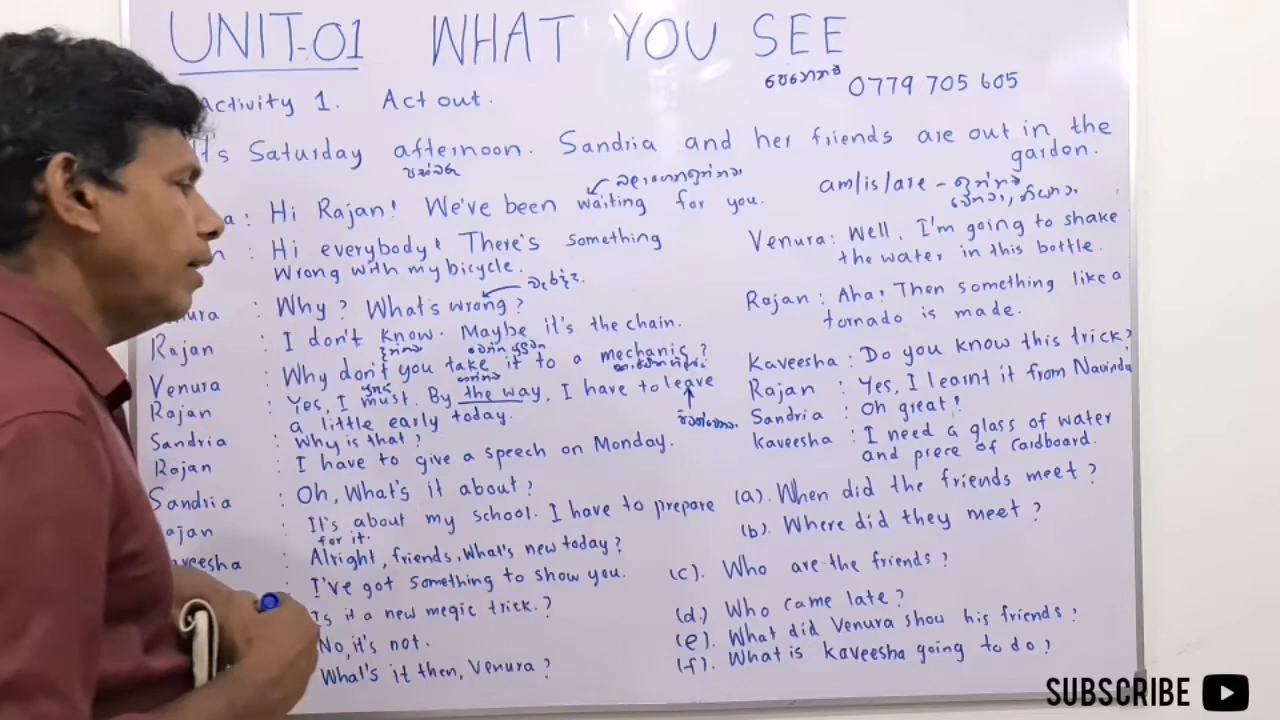 UNIT-01 WHAT YOU SEE
0779 705 605
Activity 1. Act out.
It's Saturday afternoon. Sandria and her friends are out in the
garden.
a: Hi Rajan! We've been waiting for you.
n : Hi everybody! There's something
Wrong with my bicycle.
nura : Why? What's wrong?
Rajan : I don't know. Maybe it's the chain.
Venura : Why don't you take it to a mechanic?
Rajan : Yes, I must. By the way, I have to leave
a little early today.
Sandria : Why is that?
Rajan : I have to give a speech on Monday.
Sandria : Oh, What's it about?
ajan : It's about my school. I have to prepare
for it.
aveesha : Alright, friends, What's new today?
: I've got something to show you.
Is it a new megic trick.?
No, it's not.
What's it then, Venura?
am/is/are -
Venura: Well, I'm going to shake
the water in this bottle.
Rajan : Aha! Then something like a
tornado is made.
Kaveesha : Do you know this trick?
Rajan : Yes, I learnt it from Navindu
Sandria : Oh great!
Kaveesha : I need a glass of water
and piece of cardboard.
(a). When did the friends meet?
(b). Where did they meet?
(c). Who are the friends?
(d). Who came late?
(e). What did Venura show his friends?
(f). What is Kaveesha going to do?
SUBSCRIBE